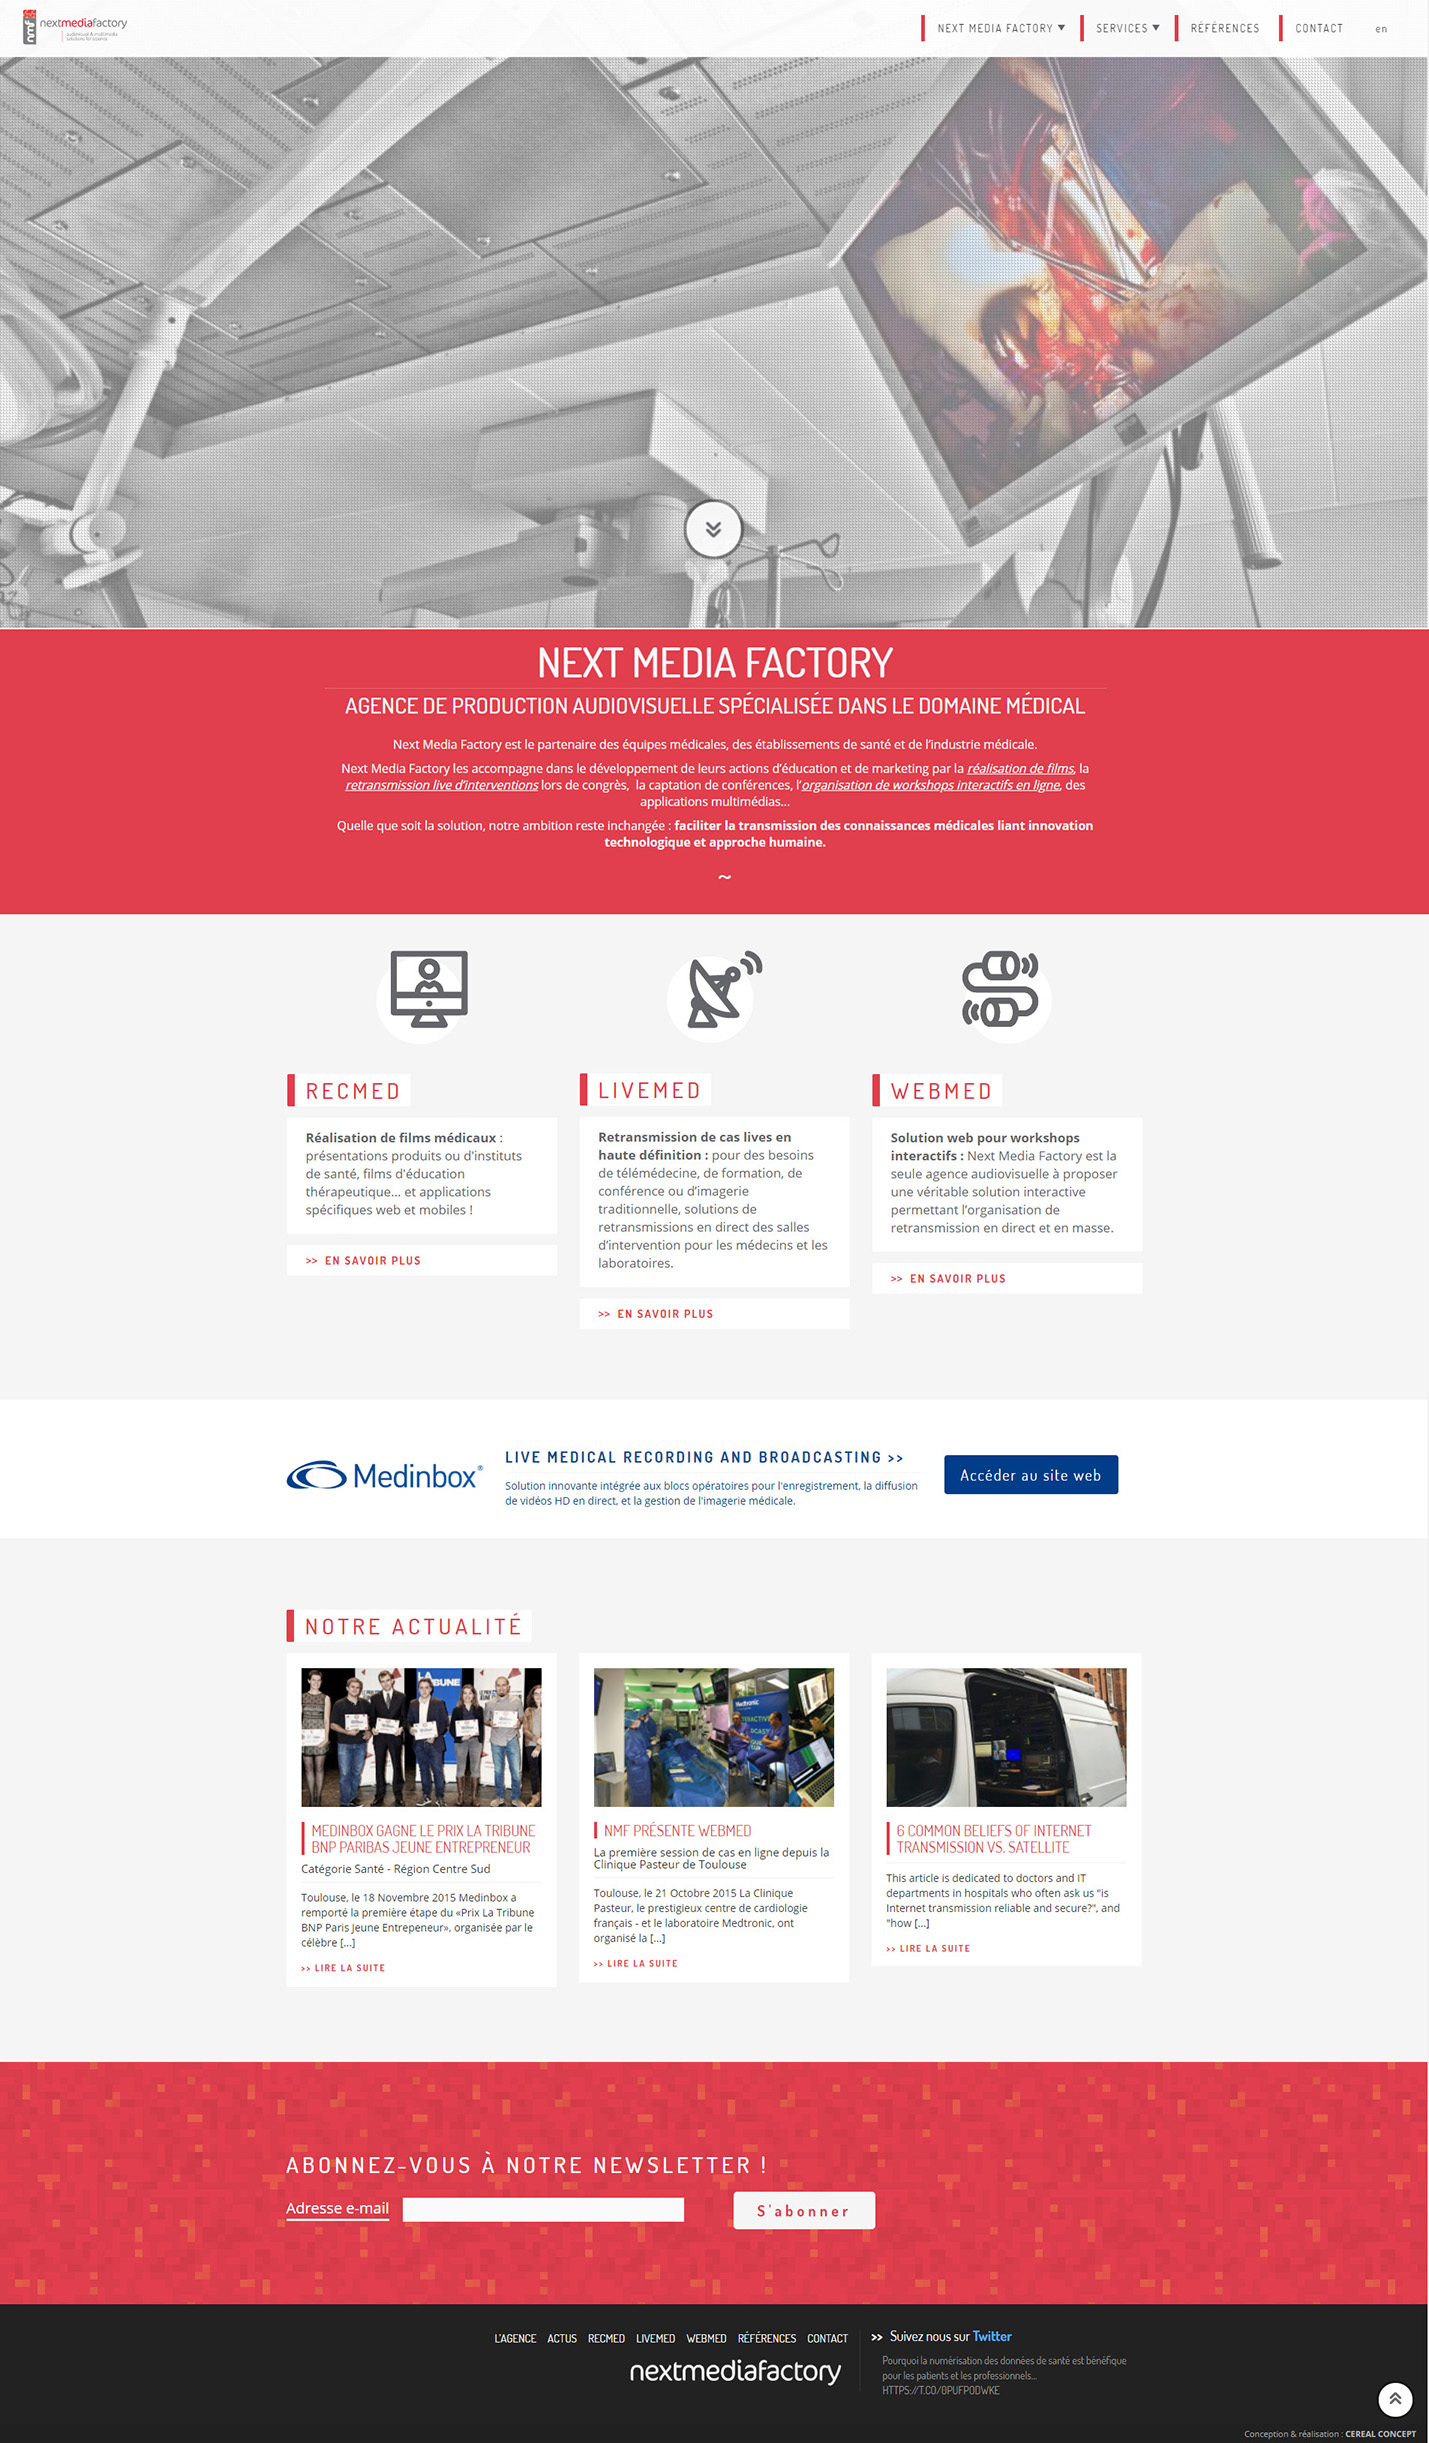 nmf nextmediafactory
audiovisual & multimedia
solutions for science
NEXT MEDIA FACTORY
SERVICES
RÉFÉRENCES
CONTACT
en
NEXT MEDIA FACTORY
AGENCE DE PRODUCTION AUDIOVISUELLE SPÉCIALISÉE DANS LE DOMAINE MÉDICAL
Next Media Factory est le partenaire des équipes médicales, des établissements de santé et de l’industrie médicale.
Next Media Factory les accompagne dans le développement de leurs actions d’éducation et de marketing par la réalisation de films, la
retransmission live d’interventions lors de congrès, la captation de conférences, l’organisation de workshops interactifs en ligne, des
applications multimédias...
Quelle que soit la solution, notre ambition reste inchangée : faciliter la transmission des connaissances médicales liant innovation
technologique et approche humaine.
~
RECMED
Réalisation de films médicaux :
présentations produits ou d'instituts
de santé, films d'éducation
thérapeutique... et applications
spécifiques web et mobiles !
>> EN SAVOIR PLUS
LIVEMED
Retransmission de cas lives en
haute définition : pour des besoins
de télémédecine, de formation, de
conférence ou d’imagerie
traditionnelle, solutions de
retransmissions en direct des salles
d’intervention pour les médecins et les
laboratoires.
>> EN SAVOIR PLUS
WEBMED
Solution web pour workshops
interactifs : Next Media Factory est la
seule agence audiovisuelle à proposer
une véritable solution interactive
permettant l’organisation de
retransmission en direct et en masse.
>> EN SAVOIR PLUS
Medinbox®
LIVE MEDICAL RECORDING AND BROADCASTING >>
Solution innovante intégrée aux blocs opératoires pour l'enregistrement, la diffusion
de vidéos HD en direct, et la gestion de l'imagerie médicale.
Accéder au site web
NOTRE ACTUALITÉ
LA
TRIBUNE
MEDINBOX GAGNE LE PRIX LA TRIBUNE
BNP PARIBAS JEUNE ENTREPRENEUR
Catégorie Santé - Région Centre Sud
Toulouse, le 18 Novembre 2015 Medinbox a
remporté la première étape du «Prix La Tribune
BNP Paris Jeune Entrepeneur», organisée par le
célèbre [...]
>> LIRE LA SUITE
Medtronic
NMF PRÉSENTE WEBMED
La première session de cas en ligne depuis la
Clinique Pasteur de Toulouse
Toulouse, le 21 Octobre 2015 La Clinique
Pasteur, le prestigieux centre de cardiologie
français - et le laboratoire Medtronic, ont
organisé la [...]
>> LIRE LA SUITE
6 COMMON BELIEFS OF INTERNET
TRANSMISSION VS. SATELLITE
This article is dedicated to doctors and IT
departments in hospitals who often ask us "is
Internet transmission reliable and secure?", and
"how [...]
>> LIRE LA SUITE
ABONNEZ-VOUS À NOTRE NEWSLETTER !
Adresse e-mail
S'abonner
L’AGENCE ACTUS RECMED LIVEMED WEBMED RÉFÉRENCES CONTACT
nextmediafactory
>> Suivez nous sur Twitter
Pourquoi la numérisation des données de santé est bénéfique
pour les patients et les professionnels...
HTTPS://T.CO/0PUFPODWKE
Conception & réalisation : CEREAL CONCEPT